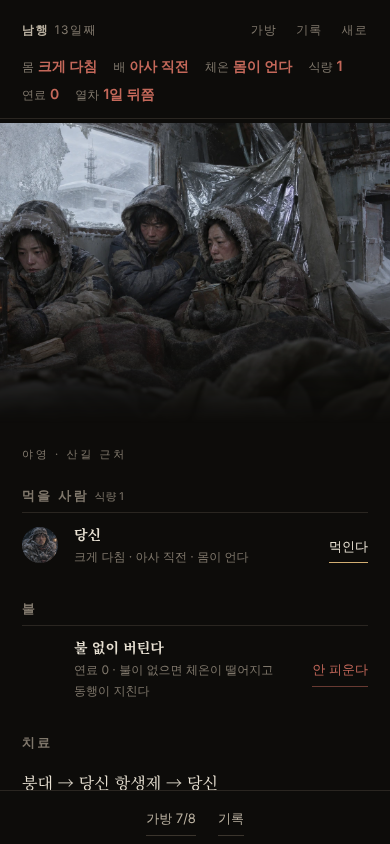 남행 13일째 가방 기록 새로
몸 크게 다침 배 아사 직전 체온 몸이 언다 식량 1
연료 0 열차 1일 뒤쯤
야영 · 산길 근처
먹을 사람 식량 1
당신
크게 다침 · 아사 직전 · 몸이 언다
먹인다
불
불 없이 버틴다
연료 0 · 불이 없으면 체온이 떨어지고
동행이 지친다
안 피운다
치료
붕대 → 당신 항생제 → 당신
가방 7/8 기록